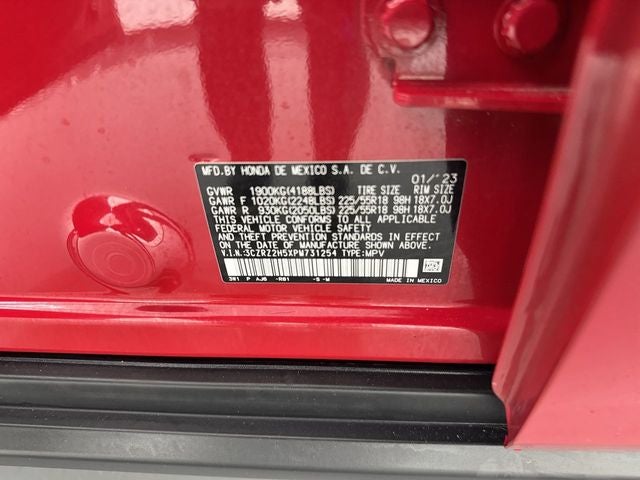 MFD.BY HONDA DE MEXICO S.A. DE C.V.
01/'23
GVWR 1900KG(4188LBS) TIRE SIZE RIM SIZE
GAWR F 1020KG(2248LBS) 225/55R18 98H 18X7.0J
GAWR R 930KG(2050LBS) 225/55R18 98H 18X7.0J
THIS VEHICLE CONFORMS TO ALL APPLICABLE
FEDERAL MOTOR VEHICLE SAFETY STANDARDS
IN EFFECT ON THE DATE OF MANUFACTURE SHOWN ABOVE.
V.I.N.:3CZRZ2H5XPM731254 TYPE:MPV
3W1 P AJ6 -R81 -S -M MADE IN MEXICO